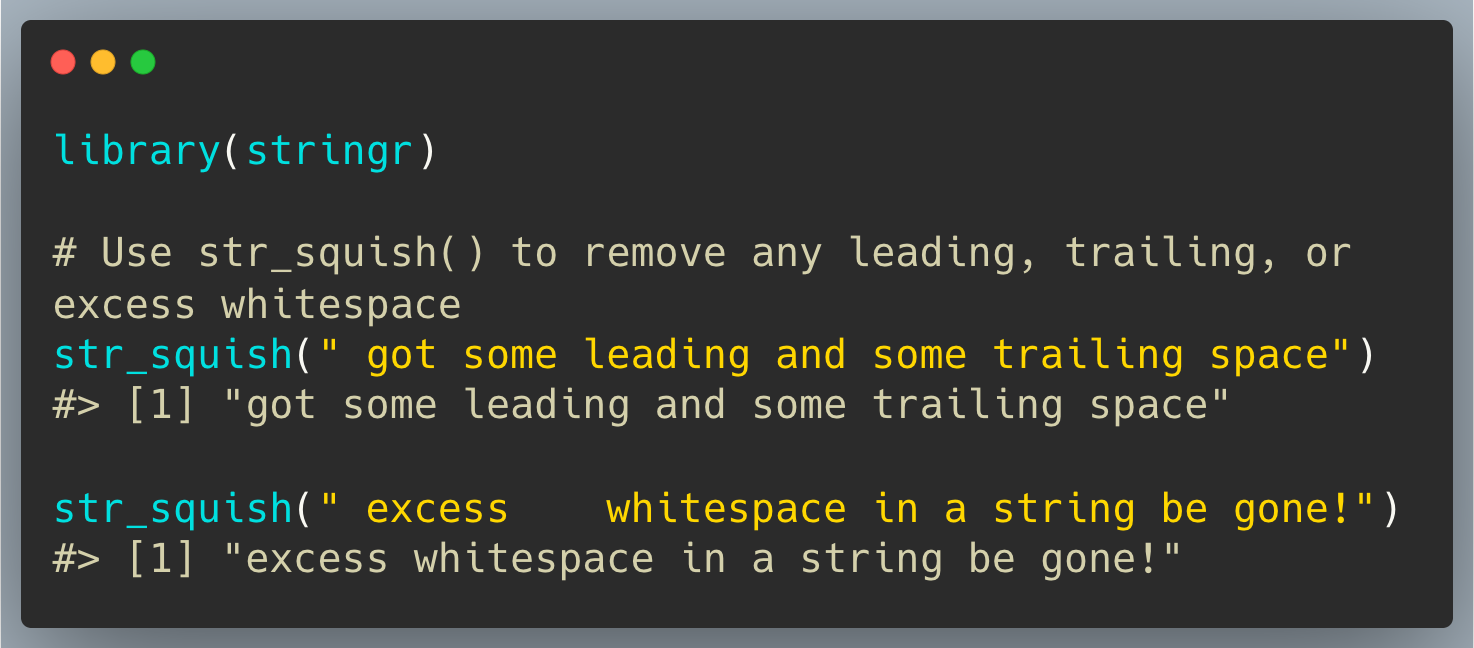 library(stringr)
# Use str_squish() to remove any leading, trailing, or
excess whitespace
str_squish(" got some leading and some trailing space")
#> [1] "got some leading and some trailing space"
str_squish(" excess    whitespace in a string be gone!")
#> [1] "excess whitespace in a string be gone!"